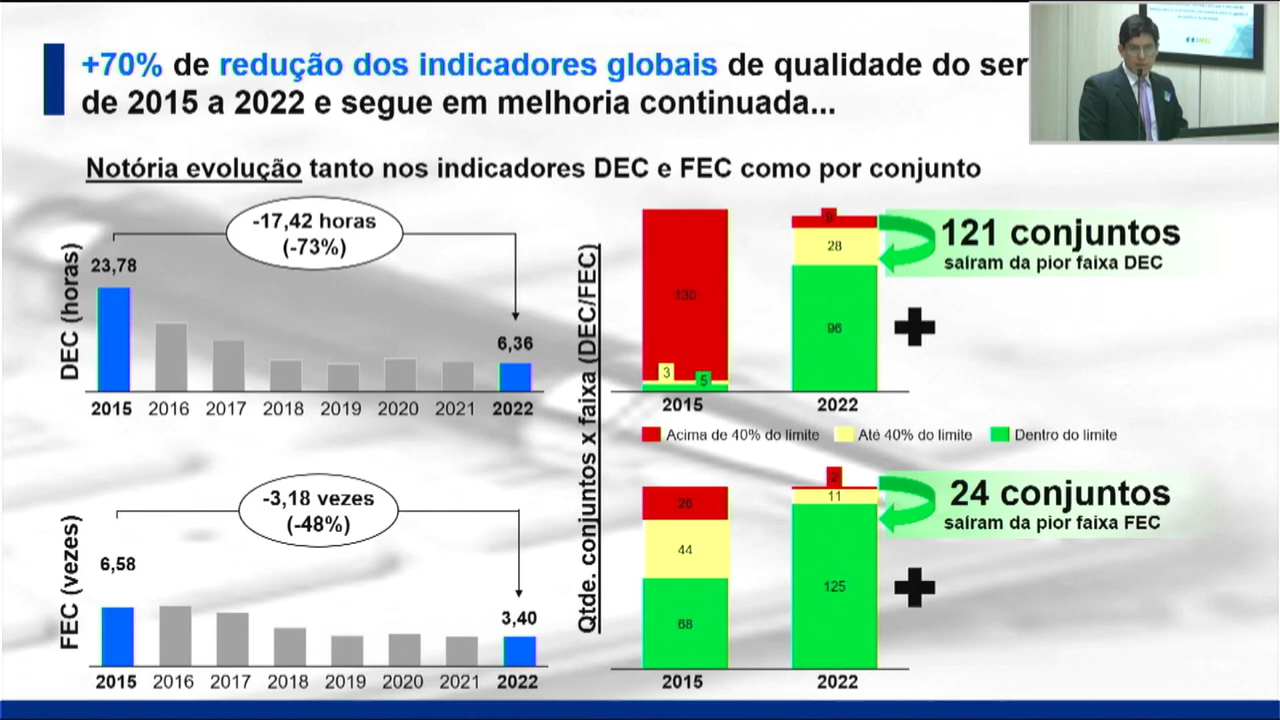 +70% de redução dos indicadores globais de qualidade do ser
de 2015 a 2022 e segue em melhoria continuada...
Notória evolução tanto nos indicadores DEC e FEC como por conjunto
DEC (horas)
-17,42 horas
(-73%)
23,78
6,36
2015 2016 2017 2018 2019 2020 2021 2022
FEC (vezes)
-3,18 vezes
(-48%)
6,58
3,40
2015 2016 2017 2018 2019 2020 2021 2022
Qtde. conjuntos x faixa (DEC/FEC)
130
3
5
9
28
96
2015 2022
121 conjuntos
saíram da pior faixa DEC
Acima de 40% do limite Até 40% do limite Dentro do limite
26
44
68
2
11
125
2015 2022
24 conjuntos
saíram da pior faixa FEC